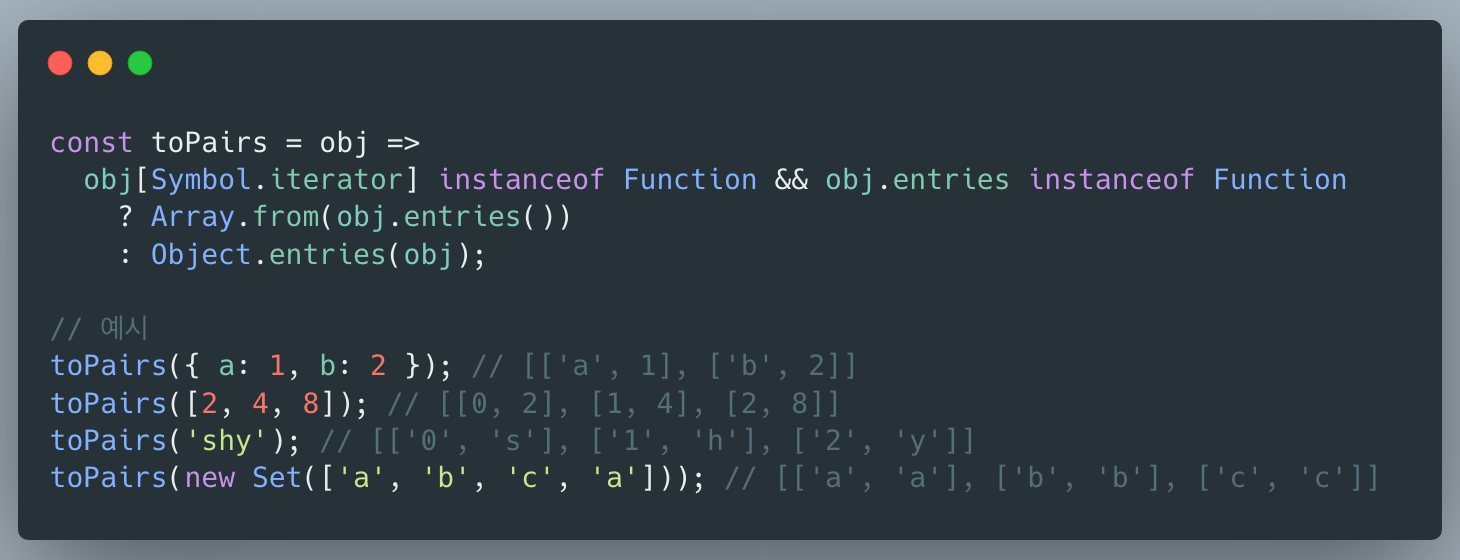 const toPairs = obj =>
  obj[Symbol.iterator] instanceof Function && obj.entries instanceof Function
    ? Array.from(obj.entries())
    : Object.entries(obj);

// 예시
toPairs({ a: 1, b: 2 }); // [['a', 1], ['b', 2]]
toPairs([2, 4, 8]); // [[0, 2], [1, 4], [2, 8]]
toPairs('shy'); // [['0', 's'], ['1', 'h'], ['2', 'y']]
toPairs(new Set(['a', 'b', 'c', 'a'])); // [['a', 'a'], ['b', 'b'], ['c', 'c']]